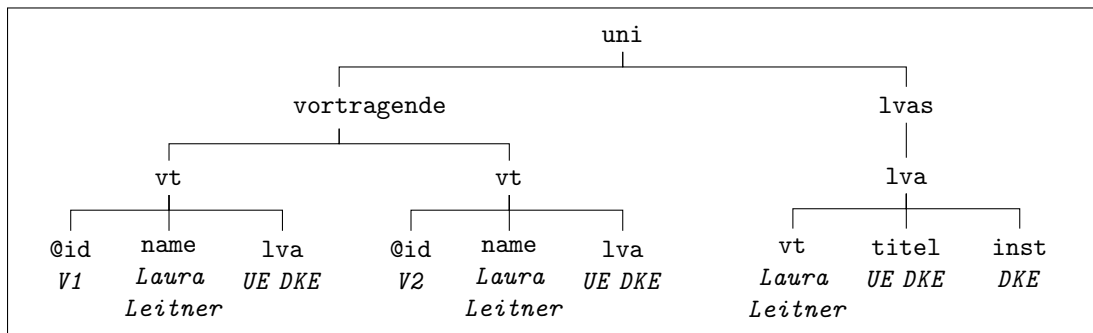 uni
vortragende lvas
vt vt lva
@id name lva @id name lva vt titel inst
V1 Laura UE DKE V2 Laura UE DKE Laura UE DKE DKE
Leitner Leitner Leitner